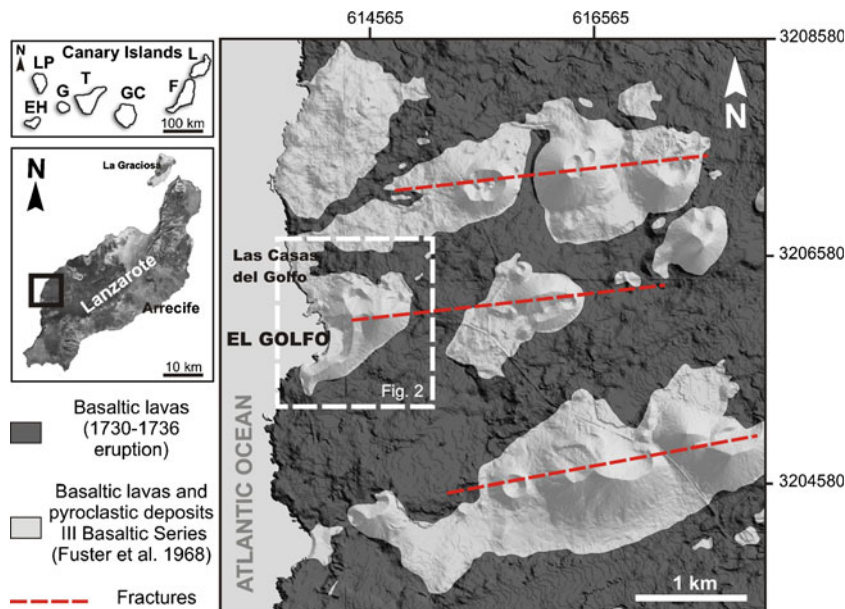 614565
616565
3208580
N
Canary Islands
L
LP
T
F
G
GC
EH
100 km
N
La Graciosa
Lanzarote
Arrecife
10 km
N
Las Casas
del Golfo
EL GOLFO
Fig. 2
3206580
3204580
ATLANTIC OCEAN
1 km
Basaltic lavas
(1730-1736
eruption)
Basaltic lavas and
pyroclastic deposits
III Basaltic Series
(Fuster et al. 1968)
Fractures